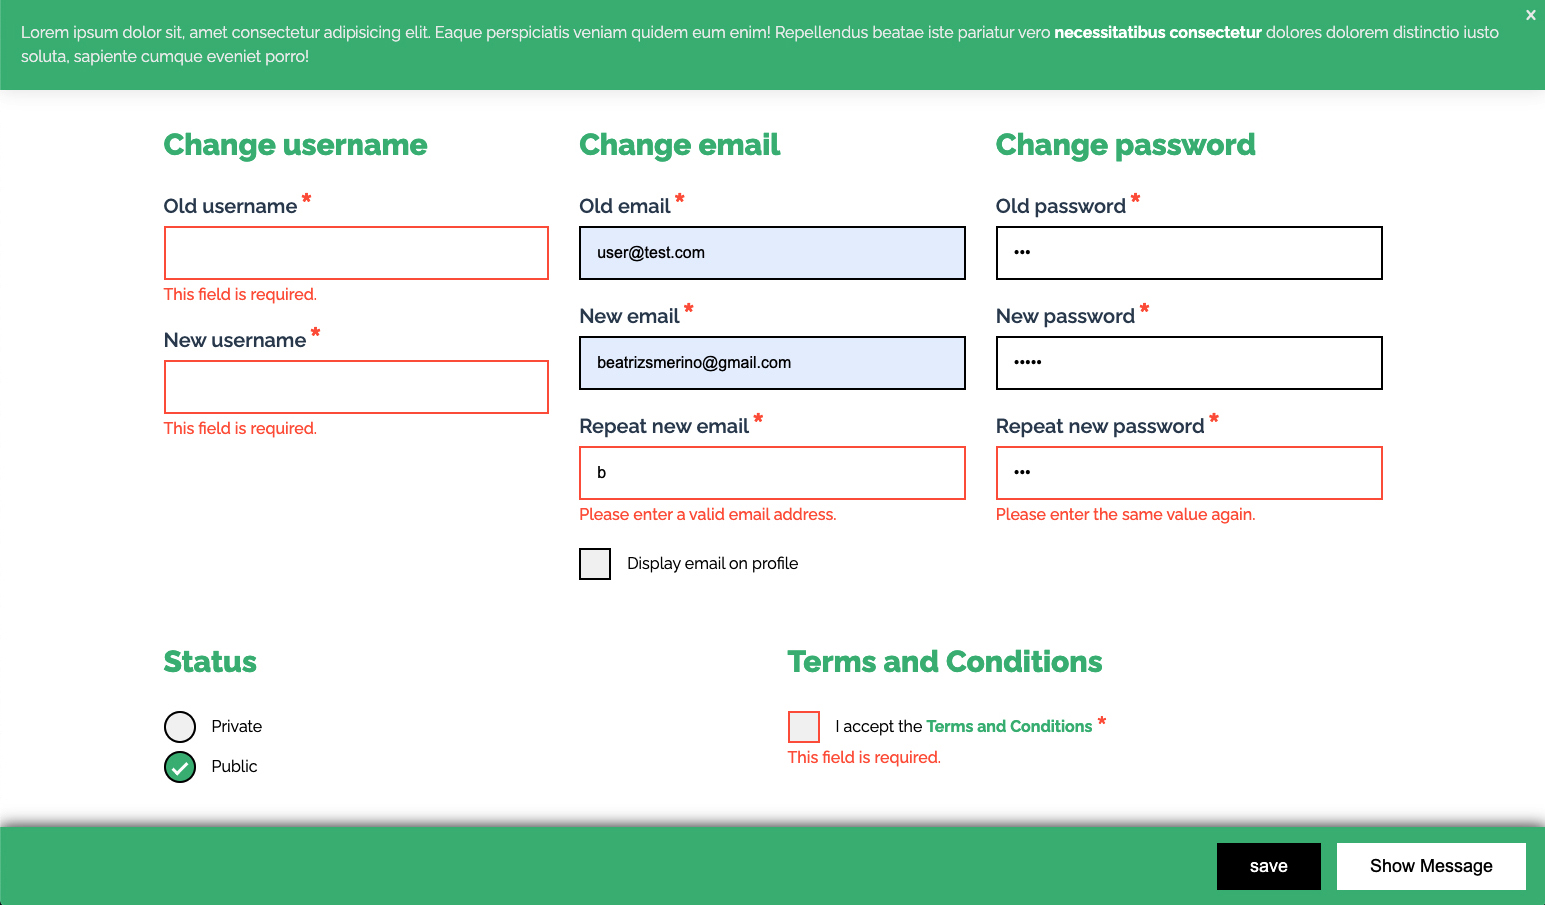 ×
Lorem ipsum dolor sit, amet consectetur adipisicing elit. Eaque perspiciatis veniam quidem eum enim! Repellendus beatae iste pariatur vero necessitatibus consectetur dolores dolorem distinctio iusto
soluta, sapiente cumque eveniet porro!
Change username
Old username *
This field is required.
New username *
This field is required.
Change email
Old email *
user@test.com
New email *
beatrizsmerino@gmail.com
Repeat new email *
b
Please enter a valid email address.
Display email on profile
Change password
Old password *
•••
New password *
•••••
Repeat new password *
•••
Please enter the same value again.
Status
Private
Public
Terms and Conditions
I accept the Terms and Conditions *
This field is required.
save
Show Message